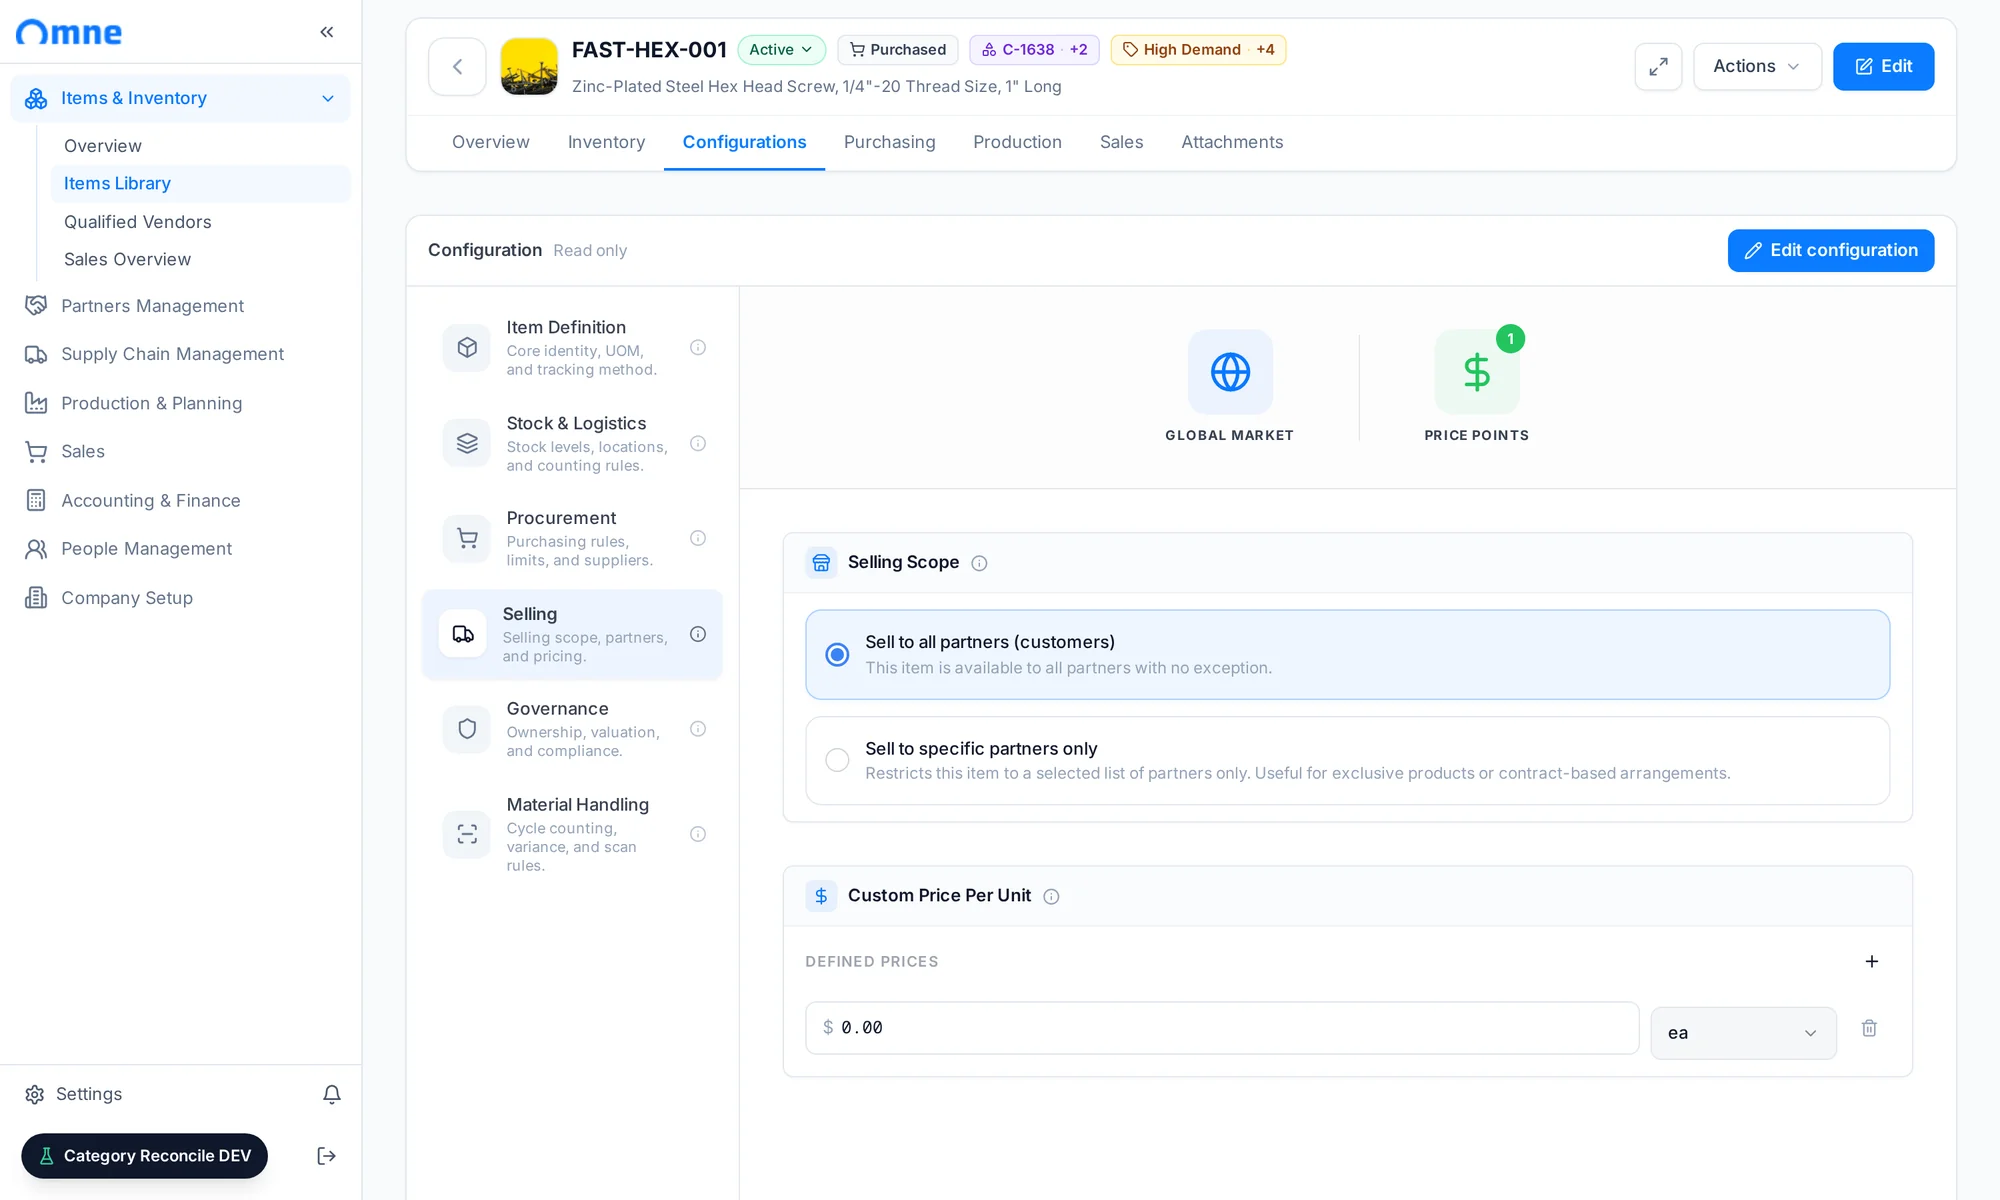 Omne
Items & Inventory
Overview
Items Library
Qualified Vendors
Sales Overview
Partners Management
Supply Chain Management
Production & Planning
Sales
Accounting & Finance
People Management
Company Setup
Settings
Category Reconcile DEV
FAST-HEX-001 Active Purchased C-1638 · +2 High Demand · +4
Zinc-Plated Steel Hex Head Screw, 1/4"-20 Thread Size, 1" Long
Actions Edit
Overview Inventory Configurations Purchasing Production Sales Attachments
Configuration Read only
Edit configuration
Item Definition
Core identity, UOM,
and tracking method.
Stock & Logistics
Stock levels, locations,
and counting rules.
Procurement
Purchasing rules,
limits, and suppliers.
Selling
Selling scope, partners,
and pricing.
Governance
Ownership, valuation,
and compliance.
Material Handling
Cycle counting,
variance, and scan
rules.
1
GLOBAL MARKET PRICE POINTS
Selling Scope
Sell to all partners (customers)
This item is available to all partners with no exception.
Sell to specific partners only
Restricts this item to a selected list of partners only. Useful for exclusive products or contract-based arrangements.
Custom Price Per Unit
DEFINED PRICES
$ 0.00 ea